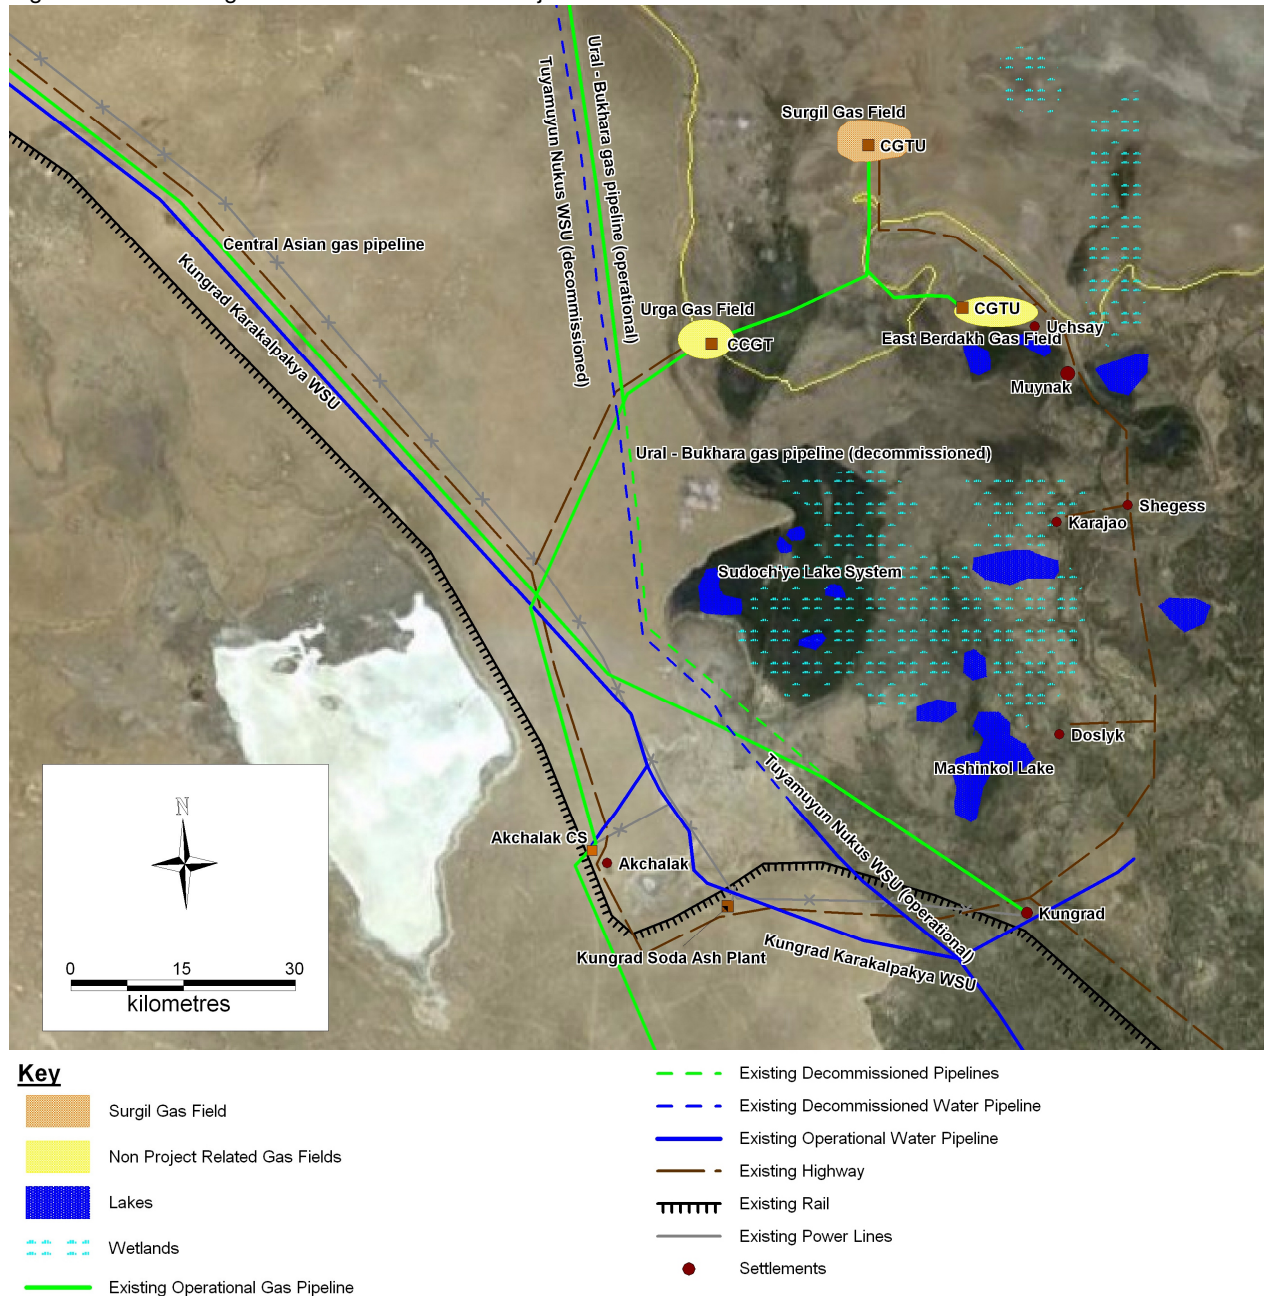 Surgil Gas Field
CGTU
Ural - Bukhara gas pipeline (operational)
Tuyamuyun Nukus WSU (decommissioned)
Central Asian gas pipeline
Kungrad Karakalpakya WSU
Urga Gas Field
CCGT
CGTU
Uchsay
East Berdakh Gas Field
Muynak
Ural - Bukhara gas pipeline (decommissioned)
Shegess
Karajao
Sudoch'ye Lake System
Doslyk
Mashinkol Lake
Tuyamuyun Nukus WSU (operational)
Akchalak CS
Akchalak
Kungrad
Kungrad Soda Ash Plant
Kungrad Karakalpakya WSU
N
0 15 30
kilometres
Key
Surgil Gas Field
Non Project Related Gas Fields
Lakes
Wetlands
Existing Operational Gas Pipeline
Existing Decommissioned Pipelines
Existing Decommissioned Water Pipeline
Existing Operational Water Pipeline
Existing Highway
Existing Rail
Existing Power Lines
Settlements